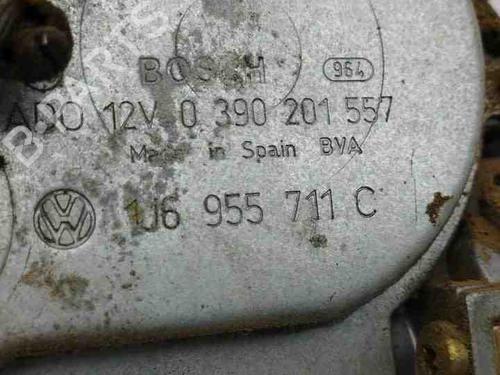 BOSCH 964
ADO 12V 0 390 201 557
Made in Spain BVA
1J6 955 711 C